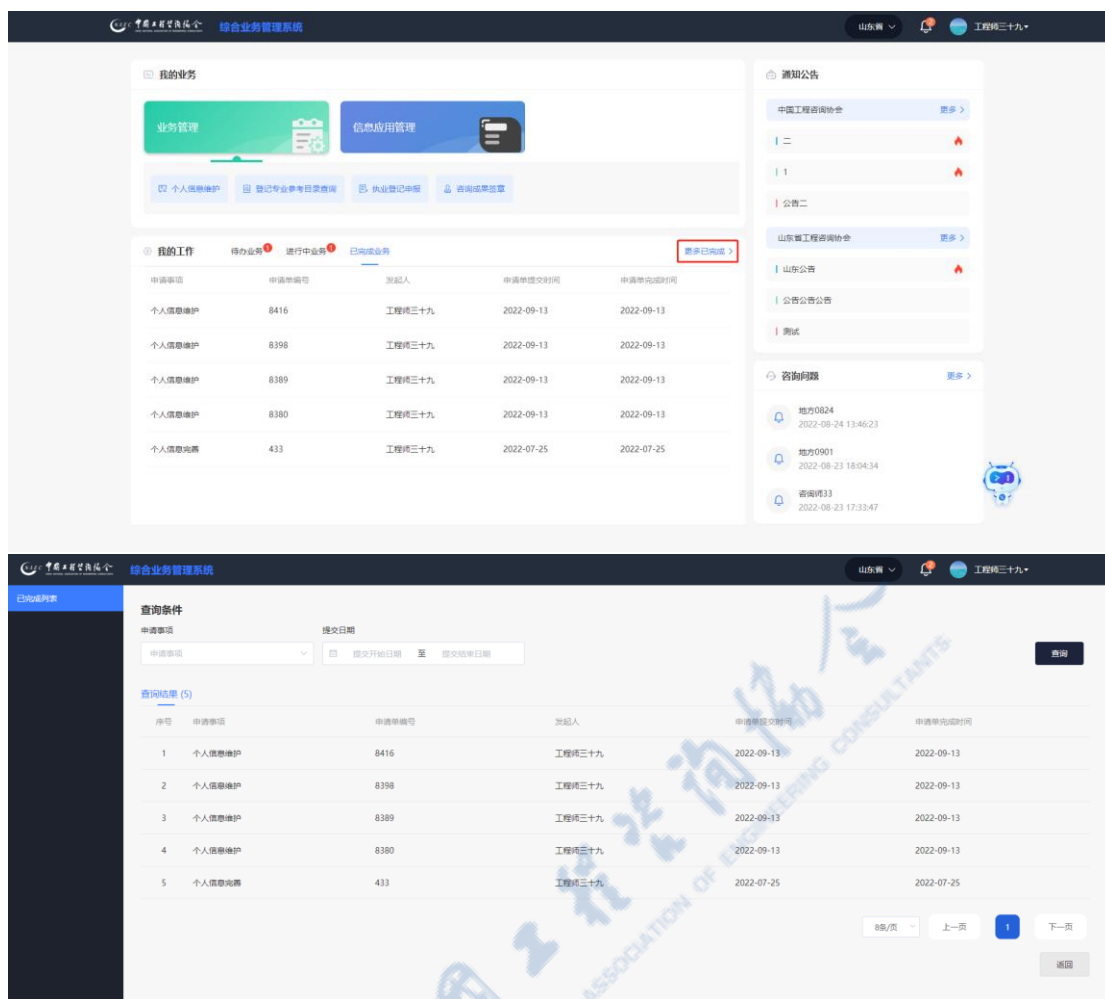 中国工程咨询协会 综合业务管理系统 山东省 2 工程师三十九
我的业务
业务管理 信息应用管理
个人信息维护 登记专业参考目录查询 执业登记申报 咨询成果签章
我的工作 待办业务 1 进行中业务 1 已完成业务 更多已完成 >
申请事项 申请单编号 发起人 申请单提交时间 申请单完成时间
个人信息维护 8416 工程师三十九 2022-09-13 2022-09-13
个人信息维护 8398 工程师三十九 2022-09-13 2022-09-13
个人信息维护 8389 工程师三十九 2022-09-13 2022-09-13
个人信息维护 8380 工程师三十九 2022-09-13 2022-09-13
个人信息完善 433 工程师三十九 2022-07-25 2022-07-25
通知公告
中国工程咨询协会 更多 >
二
1
公告二
山东省工程咨询协会 更多 >
山东公告
公告公告公告
测试
咨询问题 更多 >
地方0824
2022-08-24 13:46:23
地方0901
2022-08-23 18:04:34
咨询师33
2022-08-23 17:33:47
中国工程咨询协会 综合业务管理系统 山东省 2 工程师三十九
已完成列表
查询条件
申请事项 提交日期
申请事项 提交开始日期 至 提交结束日期 查询
查询结果 (5)
序号 申请事项 申请单编号 发起人 申请单提交时间 申请单完成时间
1 个人信息维护 8416 工程师三十九 2022-09-13 2022-09-13
2 个人信息维护 8398 工程师三十九 2022-09-13 2022-09-13
3 个人信息维护 8389 工程师三十九 2022-09-13 2022-09-13
4 个人信息维护 8380 工程师三十九 2022-09-13 2022-09-13
5 个人信息完善 433 工程师三十九 2022-07-25 2022-07-25
8条/页 上一页 1 下一页
返回
国工程咨询协会
ASSOCIATION OF ENGINEERING CONSULTANTS